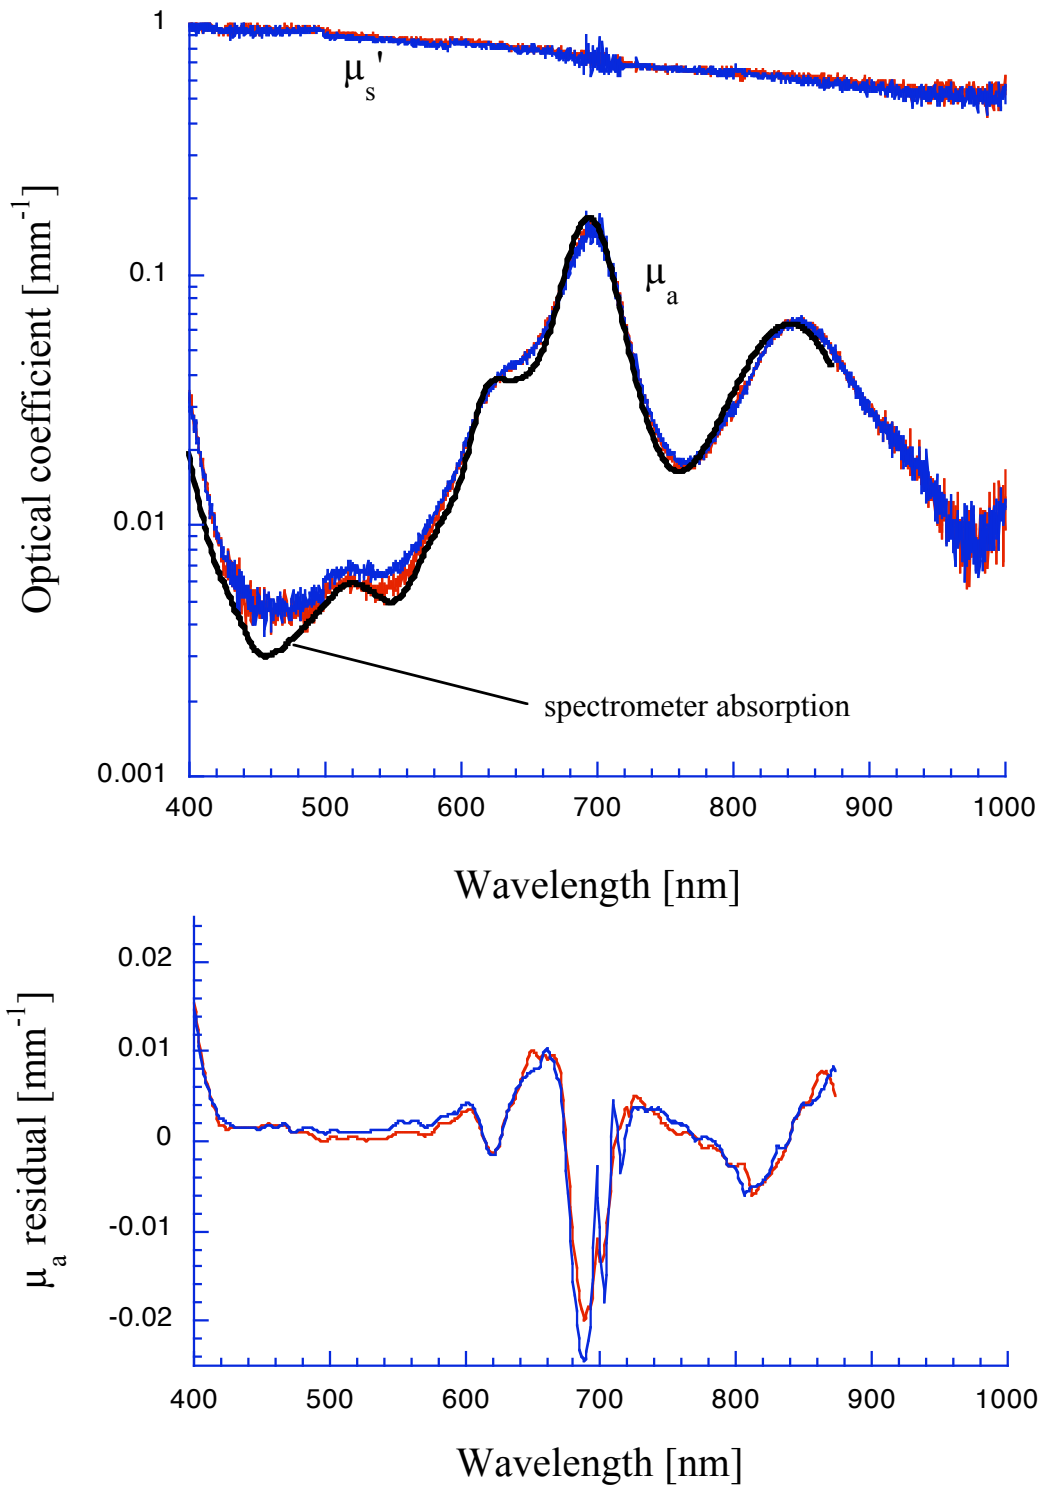 1
μs'
0.1
μa
Optical coefficient [mm-1]
0.01
spectrometer absorption
0.001
400 500 600 700 800 900 1000
Wavelength [nm]
0.02
0.01
0
-0.01
-0.02
μa residual [mm-1]
400 500 600 700 800 900 1000
Wavelength [nm]